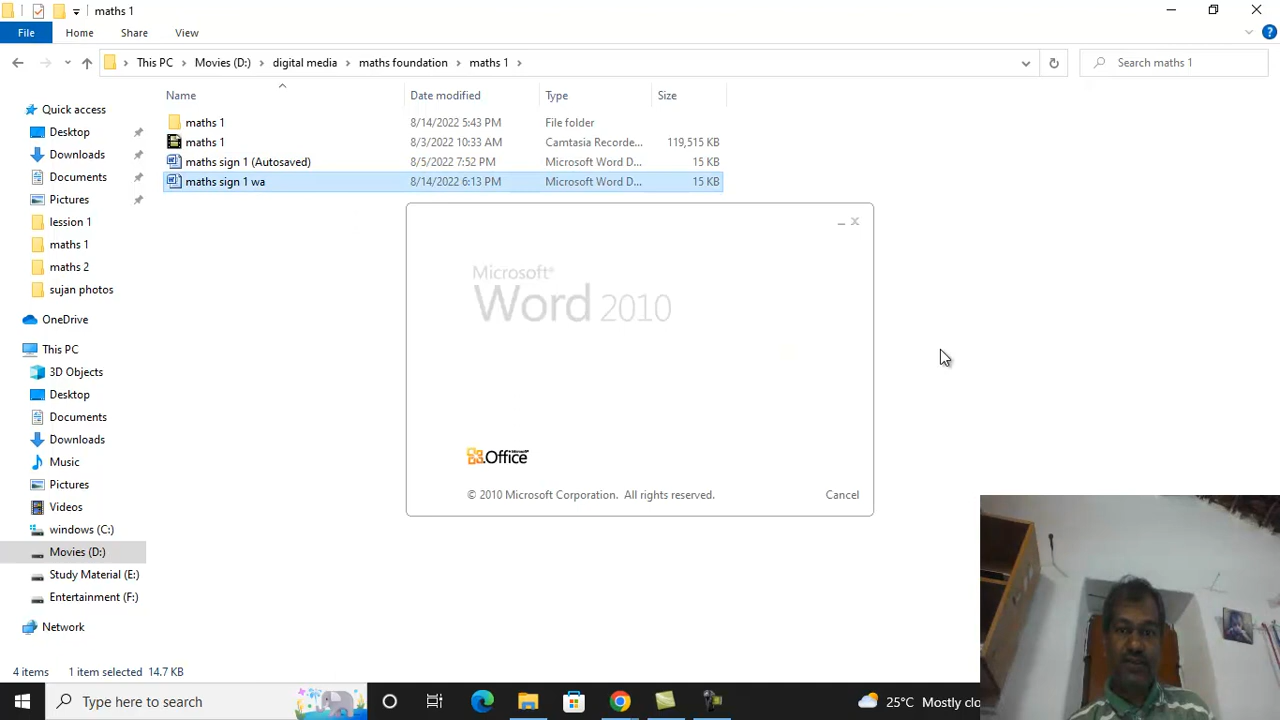 maths 1
File Home Share View
This PC Movies (D:) digital media maths foundation maths 1 Search maths 1
Name Date modified Type Size
maths 1 8/14/2022 5:43 PM File folder
maths 1 8/3/2022 10:33 AM Camtasia Recorde... 119,515 KB
maths sign 1 (Autosaved) 8/5/2022 7:52 PM Microsoft Word D... 15 KB
maths sign 1 wa 8/14/2022 6:13 PM Microsoft Word D... 15 KB
Quick access
Desktop
Downloads
Documents
Pictures
lession 1
maths 1
maths 2
sujan photos
OneDrive
This PC
3D Objects
Desktop
Documents
Downloads
Music
Pictures
Videos
windows (C:)
Movies (D:)
Study Material (E:)
Entertainment (F:)
Network
Microsoft®
Word 2010
Office
© 2010 Microsoft Corporation. All rights reserved. Cancel
4 items 1 item selected 14.7 KB
Type here to search 25°C Mostly clo